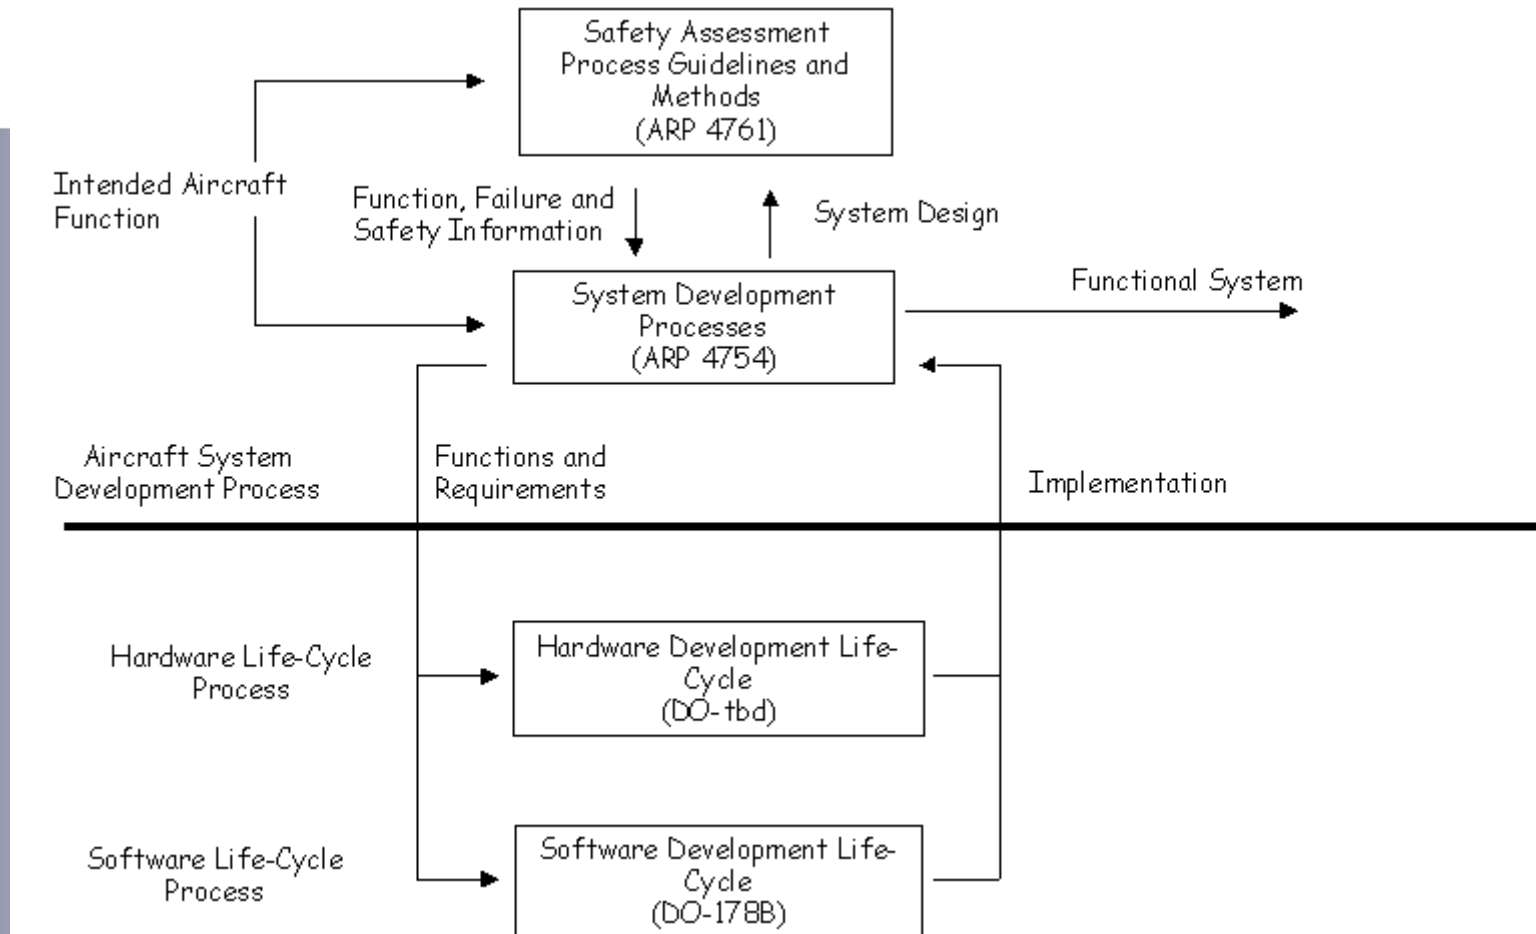 Safety Assessment
Process Guidelines and
Methods
(ARP 4761)
Intended Aircraft
Function
Function, Failure and
Safety Information
System Design
Functional System
System Development
Processes
(ARP 4754)
Aircraft System
Development Process
Functions and
Requirements
Implementation
Hardware Life-Cycle
Process
Hardware Development Life-
Cycle
(DO-tbd)
Software Life-Cycle
Process
Software Development Life-
Cycle
(DO-178B)